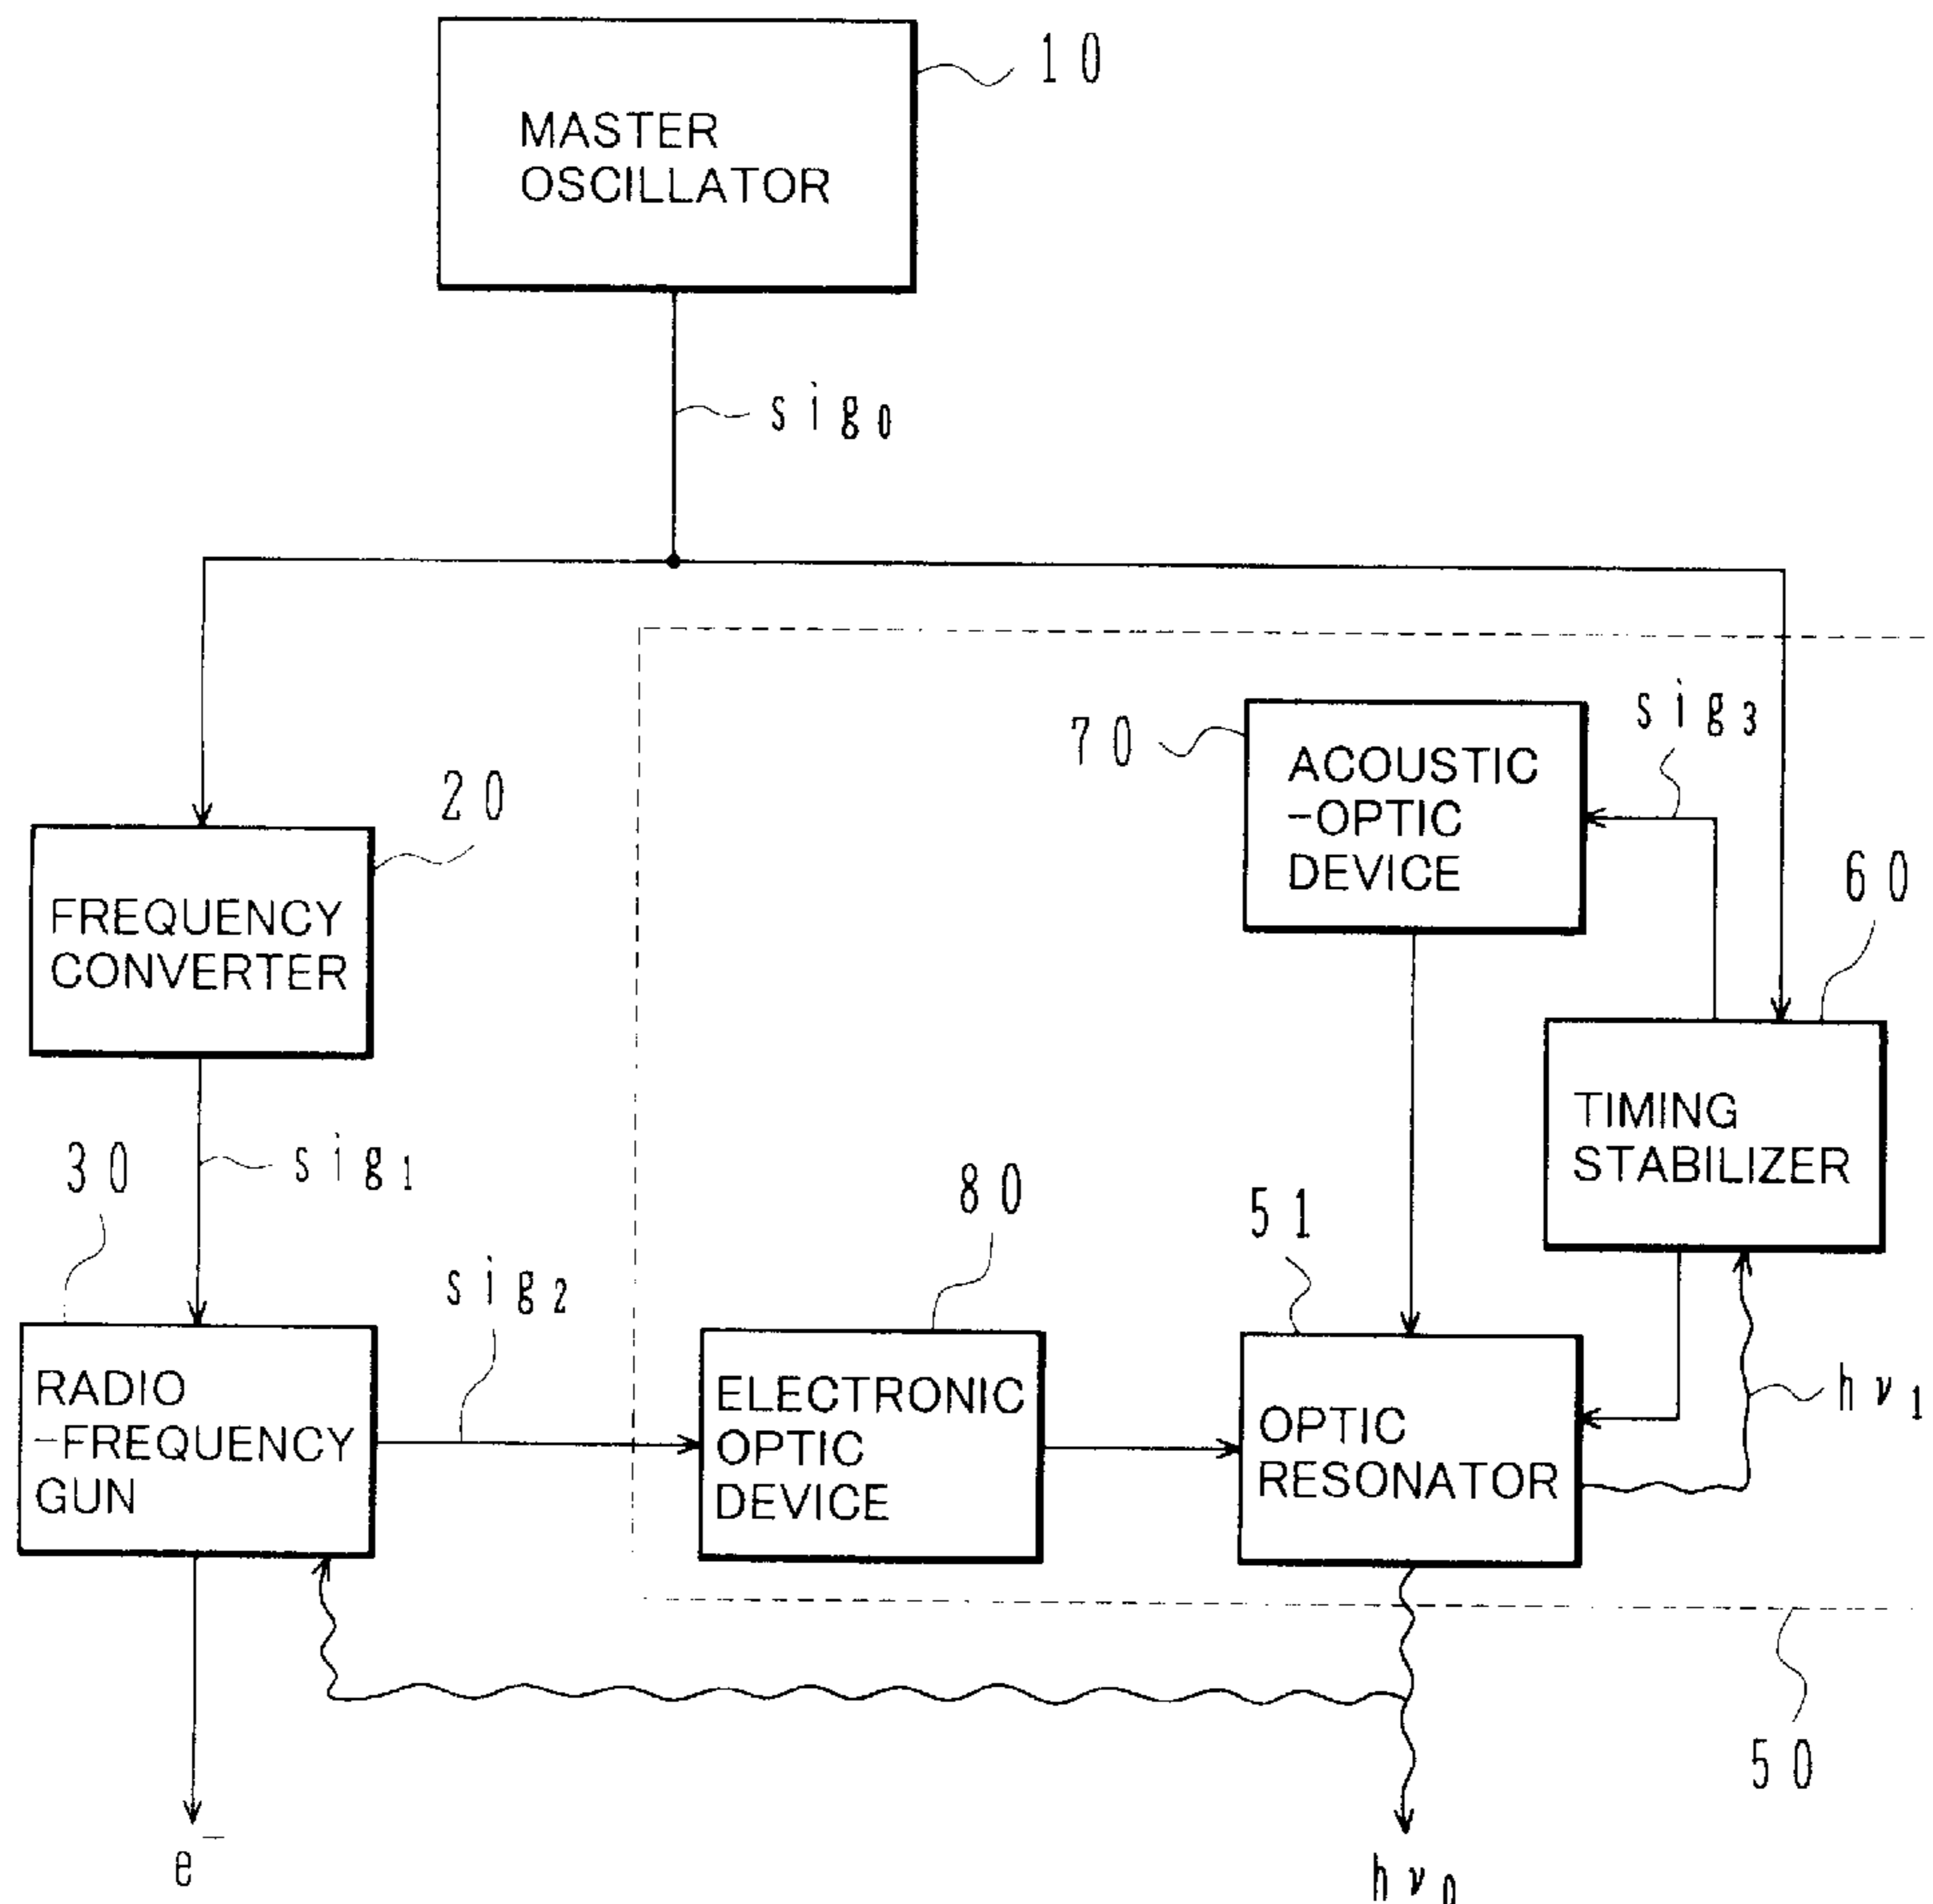 10
MASTER
OSCILLATOR
sig₀
70
ACOUSTIC
-OPTIC
DEVICE
sig₃
20
60
FREQUENCY
CONVERTER
TIMING
STABILIZER
30
sig₁
80
51
sig₂
RADIO
-FREQUENCY
GUN
ELECTRONIC
OPTIC
DEVICE
OPTIC
RESONATOR
hν₁
50
e⁻
hν₀